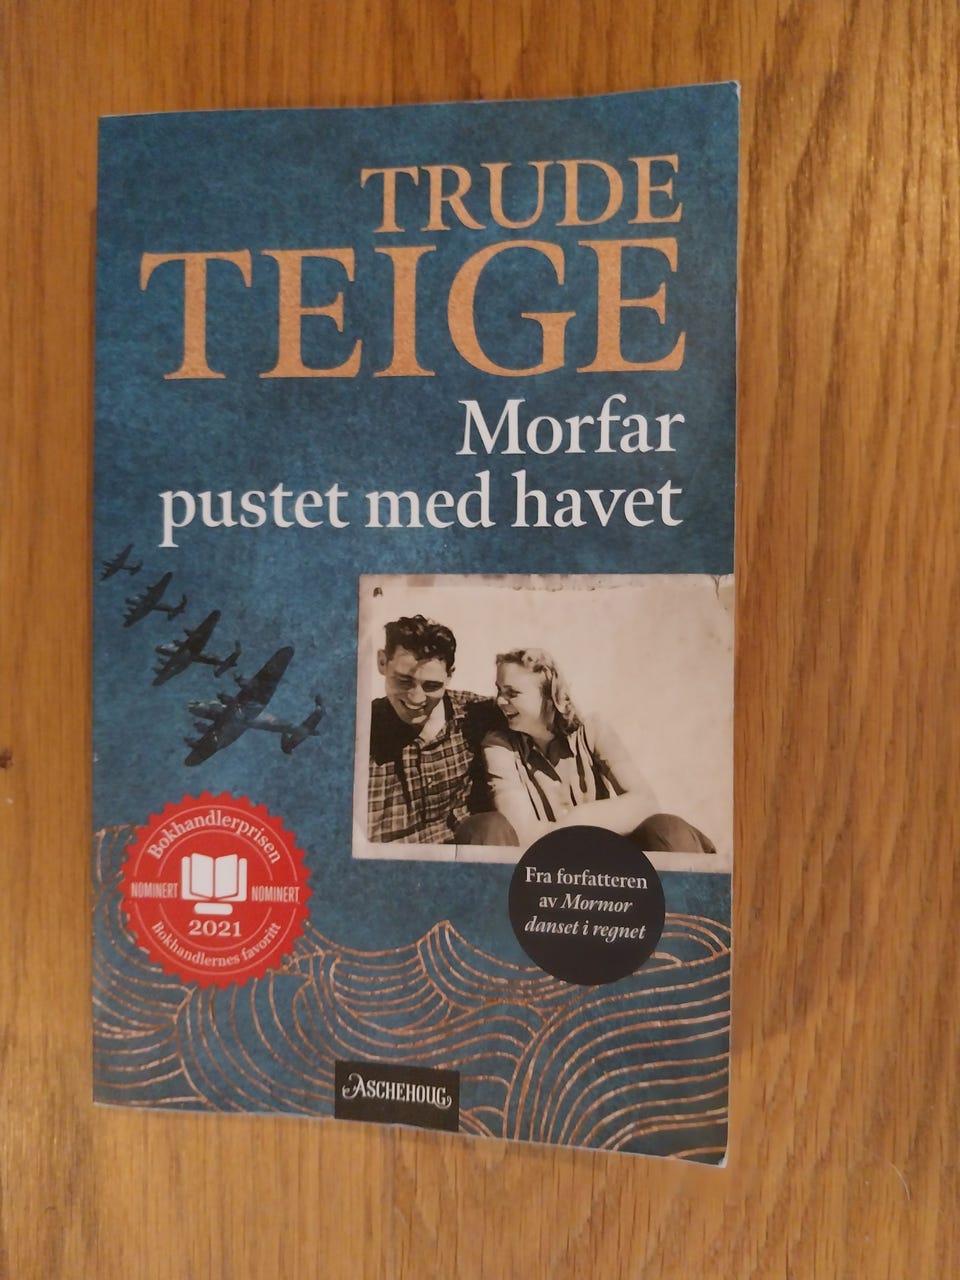 TRUDE
TEIGE
Morfar
pustet med havet
Fra forfatteren
av Mormor
danset i regnet
Bokhandlerprisen
NOMINERT NOMINERT
2021
Bokhandlernes favoritt
ASCHEHOUG